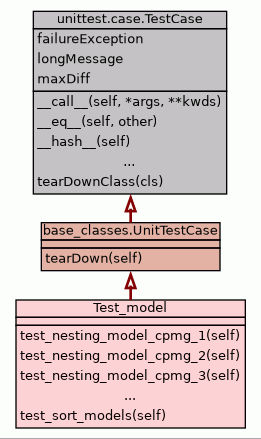 unittest.case.TestCase
failureException
longMessage
maxDiff
__call__(self, *args, **kwds)
__eq__(self, other)
__hash__(self)
...
tearDownClass(cls)
base_classes.UnitTestCase
tearDown(self)
Test_model
test_nesting_model_cpmg_1(self)
test_nesting_model_cpmg_2(self)
test_nesting_model_cpmg_3(self)
...
test_sort_models(self)